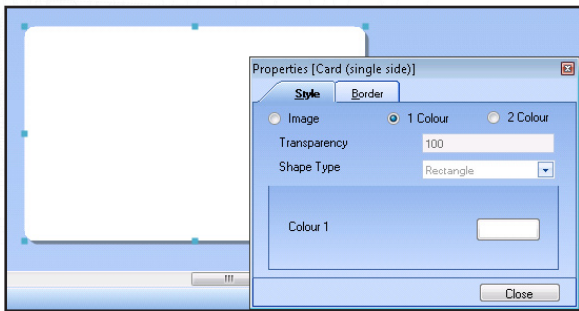 Properties [Card (single side)]
Style Border
Image 1 Colour 2 Colour
Transparency 100
Shape Type Rectangle
Colour 1
Close